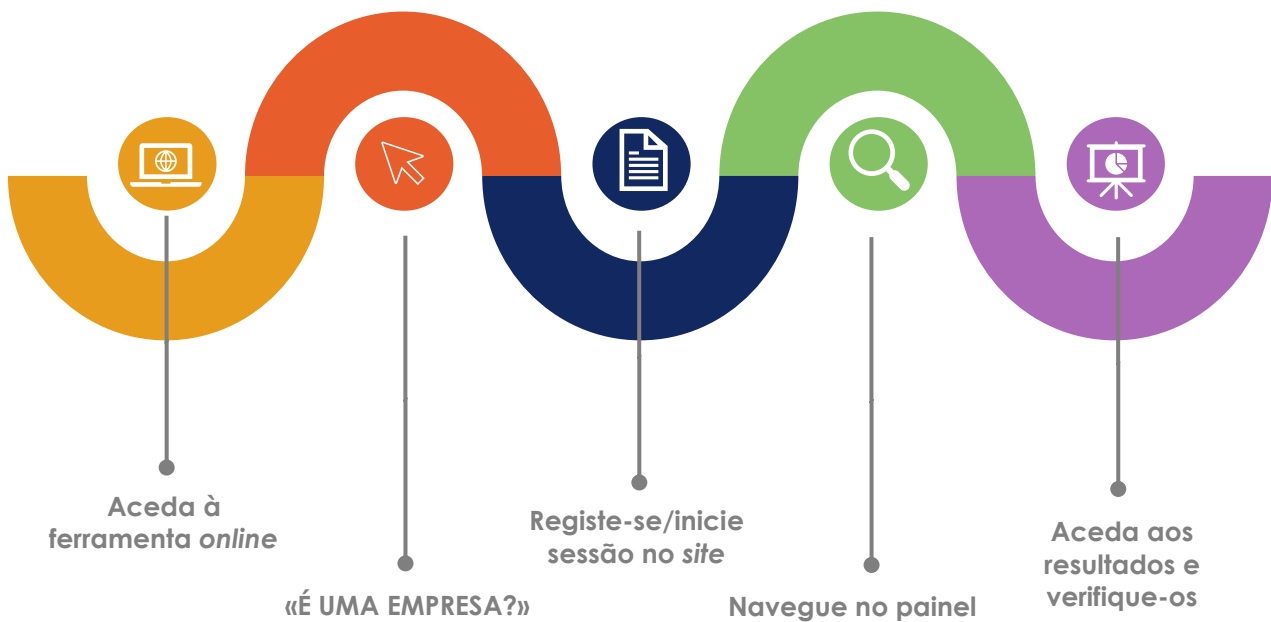 Aceda à
ferramenta online
«É UMA EMPRESA?»
Registe-se/inicie
sessão no site
Navegue no painel
Aceda aos
resultados e
verifique-os